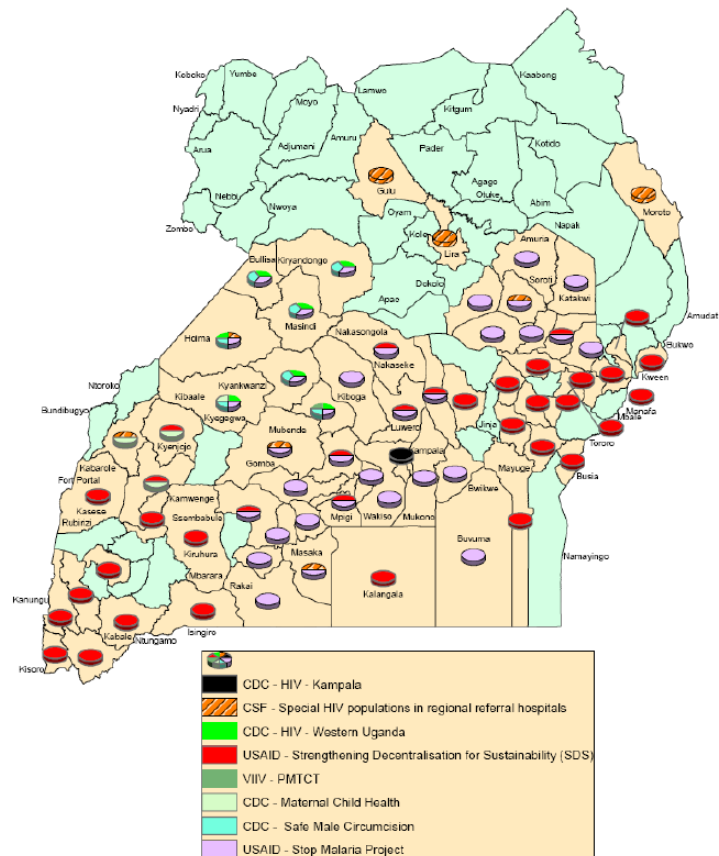 Kaabong
Koboko
Yumbe
Lamwo
Moyo
Kitgum
Nyadri
Amuru
Kotido
Adjumani
Pader
Arua
Agago
Otuke
Gulu
Abim
Nebbi
Moroto
Nwoya
Oyam
Napak
Zombo
Kole
Amuria
Lira
Bullisa
Kiryandongo
Dokolo
Soroti
Katakwi
Apac
Masindi
Amudat
Nakasongola
Hoima
Bukwo
Nakaseke
Kween
Ntoroko
Kyankwanzi
Kibaale
Kiboga
Manafa
Bundibugyo
Kyegegwa
Luwero
Mbale
Mubende
Jinja
Kyenjojo
Kampala
Tororo
Kabarole
Gomba
Mayuge
Fort Portal
Busia
Kamwenge
Bwikwe
Kasese
Ssembabule
Mpigi
Wakiso
Mukono
Rubirizi
Kiruhura
Masaka
Buvuma
Namayingo
Mbarara
Rakai
Kanungu
Kalangala
Kabale
Isingiro
Ntungamo
Kisoro
CDC - HIV - Kampala
CSF - Special HIV populations in regional referral hospitals
CDC - HIV - Western Uganda
USAID - Strengthening Decentralisation for Sustainability (SDS)
VIIV - PMTCT
CDC - Maternal Child Health
CDC - Safe Male Circumcision
USAID - Stop Malaria Project